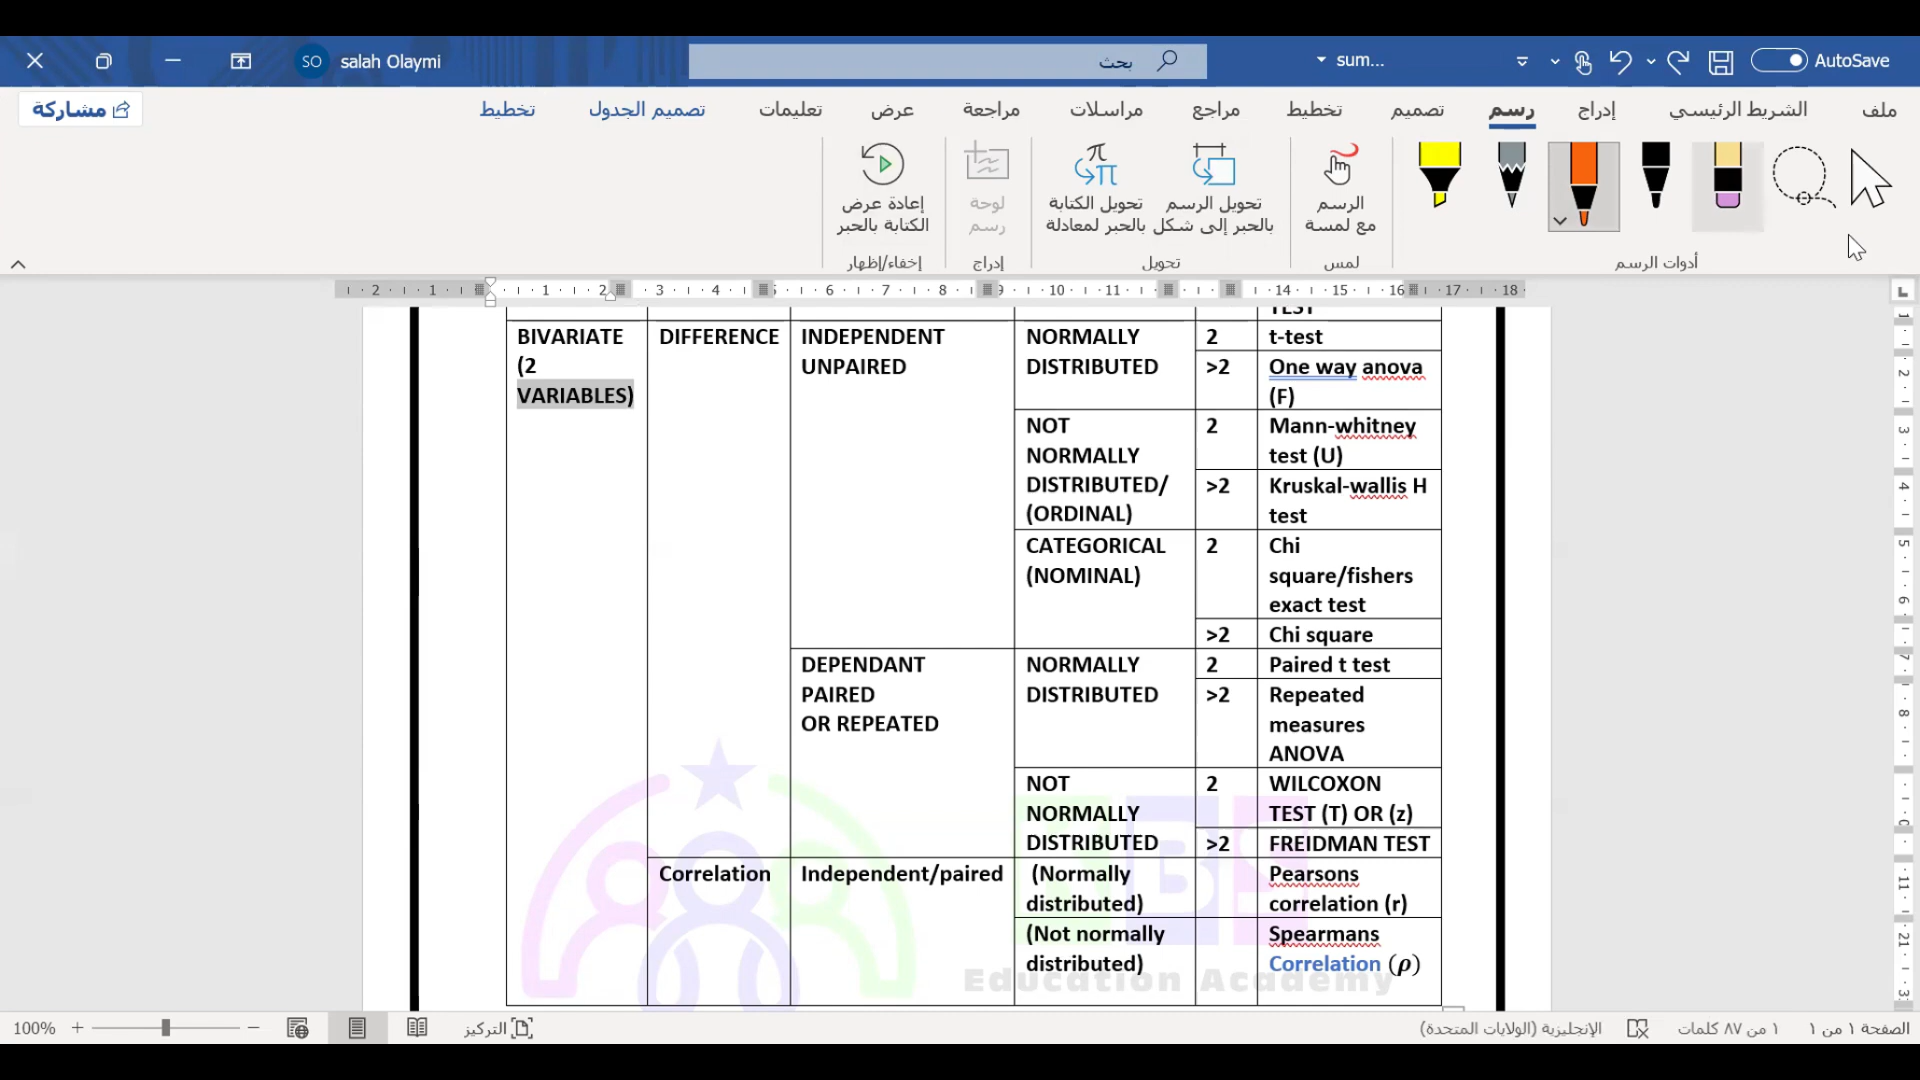 salah Olaymi
SO
بحث
sum...
AutoSave
ملف
الشريط الرئيسي
إدراج
رسم
تصميم
تخطيط
مراجع
مراسلات
مراجعة
عرض
تعليمات
تصميم الجدول
تخطيط
مشاركة
الرسم
مع لمسة
تحويل الرسم
بالحبر إلى شكل
تحويل الكتابة
بالحبر لمعادلة
لوحة
رسم
إعادة عرض
الكتابة بالحبر
أدوات الرسم
لمس
تحويل
إدراج
إخفاء/إظهار
TEST
BIVARIATE
(2
VARIABLES)
DIFFERENCE
INDEPENDENT
UNPAIRED
NORMALLY
DISTRIBUTED
2
t-test
>2
One way anova
(F)
NOT
NORMALLY
DISTRIBUTED/
(ORDINAL)
2
Mann-whitney
test (U)
>2
Kruskal-wallis H
test
CATEGORICAL
(NOMINAL)
2
Chi
square/fishers
exact test
>2
Chi square
DEPENDANT
PAIRED
OR REPEATED
NORMALLY
DISTRIBUTED
2
Paired t test
>2
Repeated
measures
ANOVA
NOT
NORMALLY
DISTRIBUTED
2
WILCOXON
TEST (T) OR (z)
>2
FREIDMAN TEST
Correlation
Independent/paired
(Normally
distributed)
Pearsons
correlation (r)
(Not normally
distributed)
Spearmans
Correlation (ρ)
Education Academy
100%
التركيز
الإنجليزية (الولايات المتحدة)
١ من ٨٧ كلمات
الصفحة ١ من ١